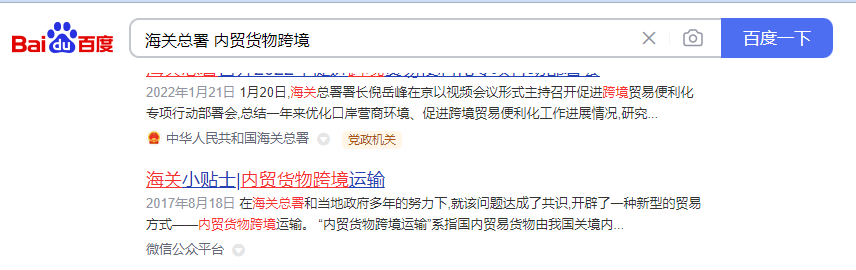 Bai du 百度
海关总署 内贸货物跨境
百度一下
2022年1月21日 1月20日,海关总署署长倪岳峰在京以视频会议形式主持召开促进跨境贸易便利化
专项行动部署会,总结一年来优化口岸营商环境、促进跨境贸易便利化工作进展情况,研究...
中华人民共和国海关总署 党政机关
海关小贴士|内贸货物跨境运输
2017年8月18日 在海关总署和当地政府多年的努力下,就该问题达成了共识,开辟了一种新型的贸易
方式——内贸货物跨境运输。 “内贸货物跨境运输”系指国内贸易货物由我国关境内...
微信公众平台